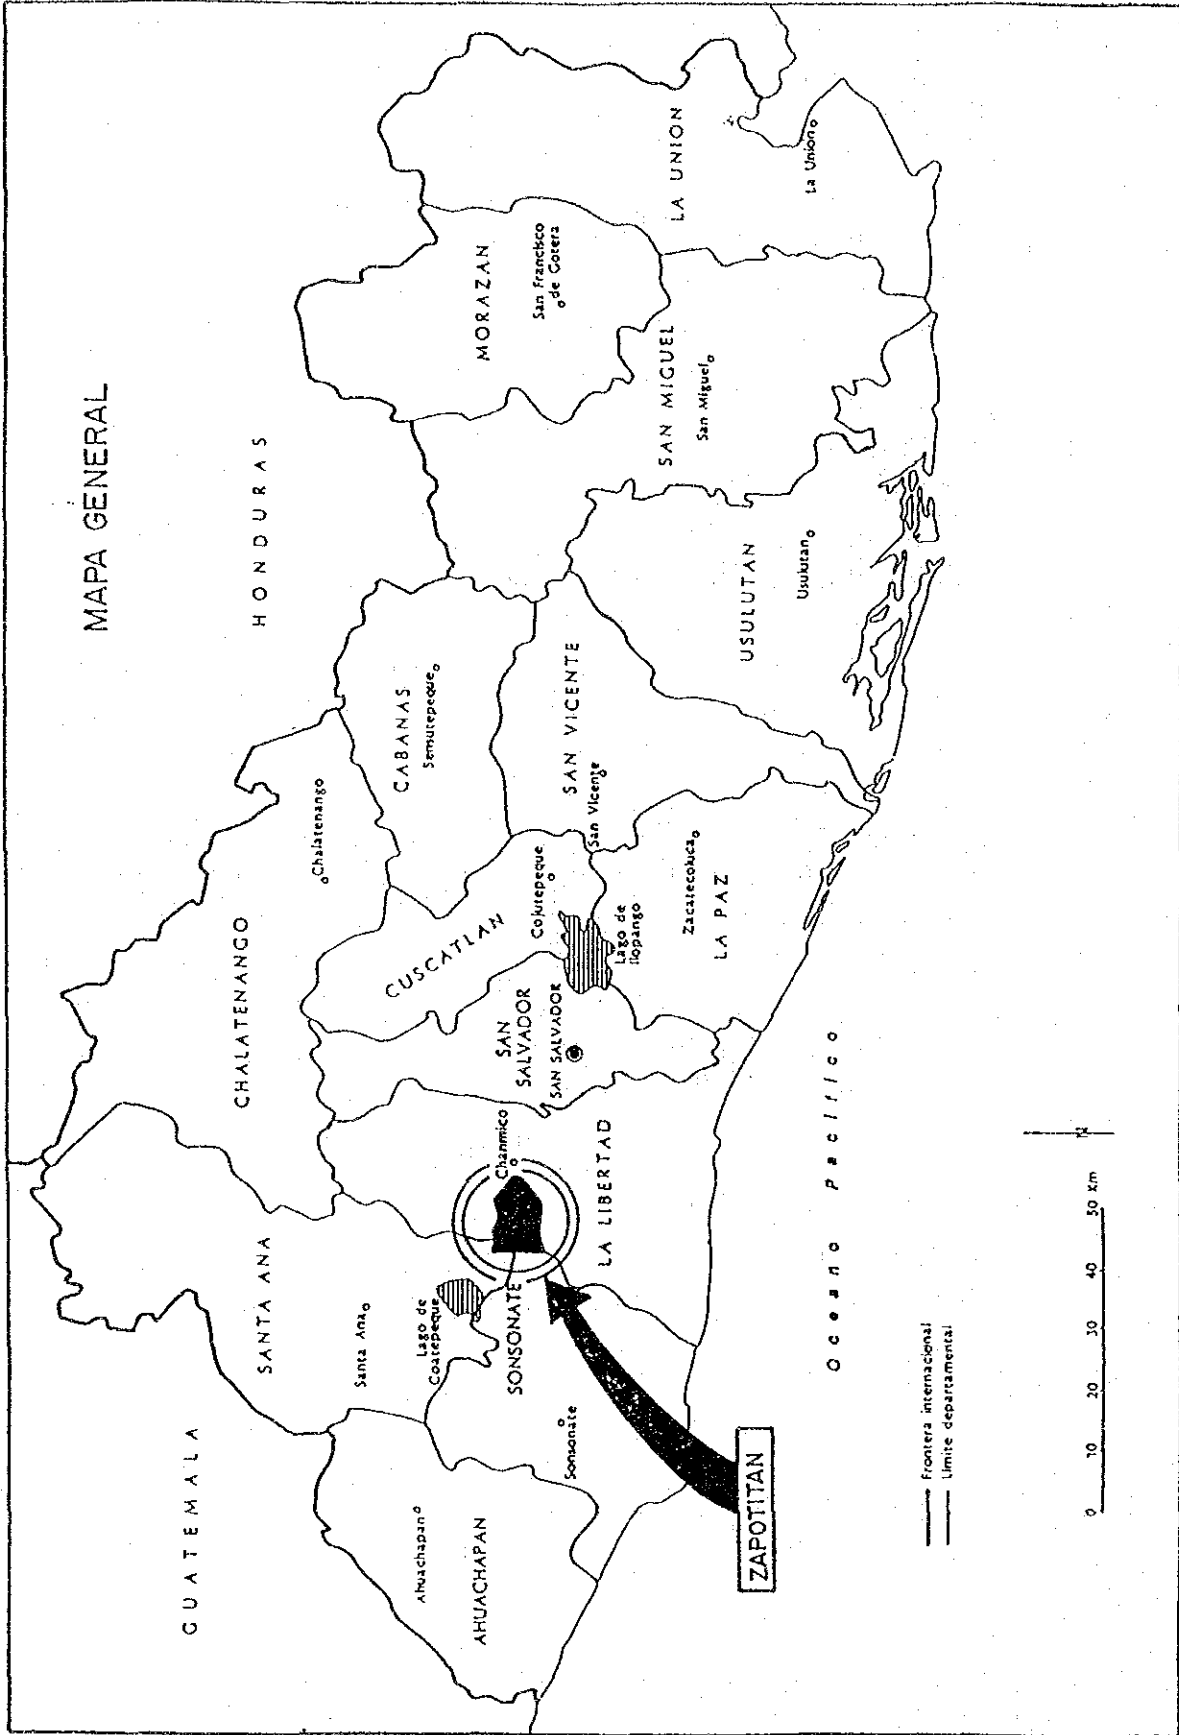 MAPA GENERAL
HONDURAS
GUATEMALA
CHALATENANGO
Chalatenango
SANTA ANA
Santa Ana
Lago de
Coatepeque
AHUACHAPAN
Ahuachapan
SONSONATE
Sonsonate
Chanmico
LA LIBERTAD
SAN
SALVADOR
SAN SALVADOR
CUSCATLAN
Cojutepeque
Lago de
Ilopango
CABANAS
Sensutepeque
SAN VICENTE
San Vicente
Zacatecoluca
LA PAZ
USULUTAN
Usulutan
SAN MIGUEL
San Miguel
MORAZAN
San Francisco
de Gotera
LA UNION
La Union
ZAPOTITAN
Oceano Pacifico
Frontera internacional
Limite departamental
0 10 20 30 40 50 Km